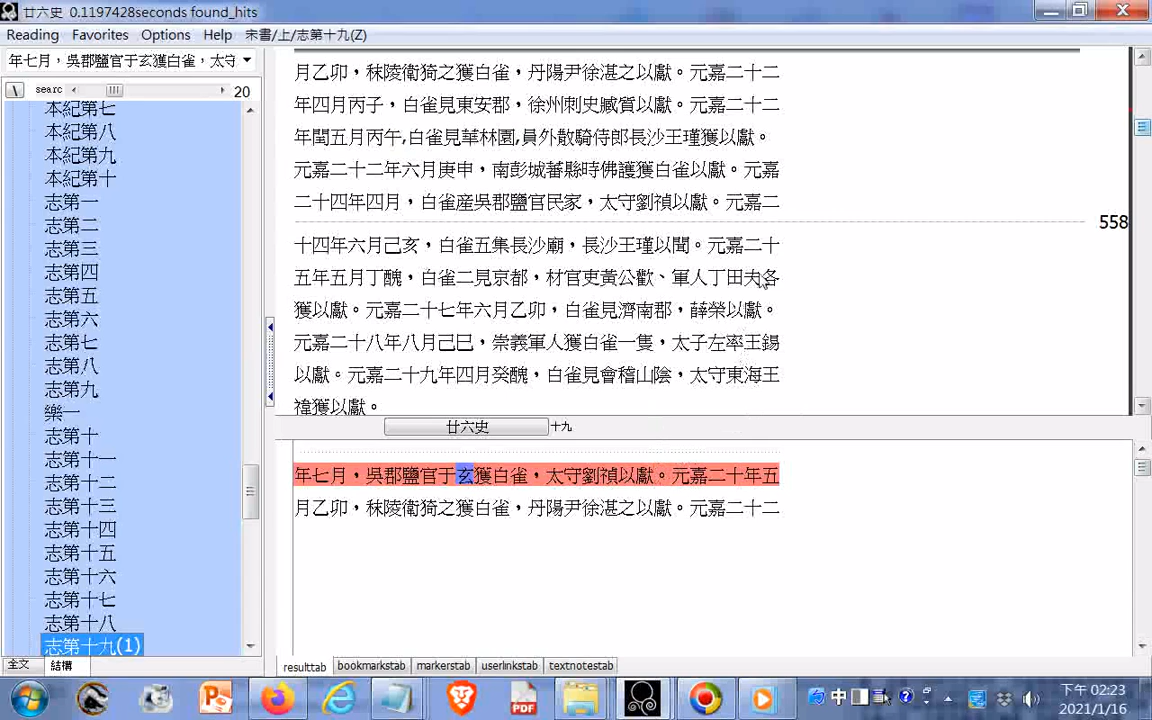 廿六史 0.1197428seconds found_hits
Reading Favorites Options Help 宋書/上/志第十九(Z)
年七月，吳郡鹽官于玄獲白雀，太守
searc 20
本紀第七
本紀第八
本紀第九
本紀第十
志第一
志第二
志第三
志第四
志第五
志第六
志第七
志第八
志第九
樂一
志第十
志第十一
志第十二
志第十三
志第十四
志第十五
志第十六
志第十七
志第十八
志第十九(1)
全文 結構
月乙卯，秣陵衛猗之獲白雀，丹陽尹徐湛之以獻。元嘉二十二
年四月丙子，白雀見東安郡，徐州刺史臧質以獻。元嘉二十二
年閏五月丙午,白雀見華林園,員外散騎侍郎長沙王瑾獲以獻。
元嘉二十二年六月庚申，南彭城蕃縣時佛護獲白雀以獻。元嘉
二十四年四月，白雀産吳郡鹽官民家，太守劉禎以獻。元嘉二
558
十四年六月己亥，白雀五集長沙廟，長沙王瑾以聞。元嘉二十
五年五月丁醜，白雀二見京都，材官吏黃公歡、軍人丁田夫各
獲以獻。元嘉二十七年六月乙卯，白雀見濟南郡，薛榮以獻。
元嘉二十八年八月己巳，崇義軍人獲白雀一隻，太子左率王錫
以獻。元嘉二十九年四月癸醜，白雀見會稽山陰，太守東海王
禕獲以獻。
廿六史 十九
年七月，吳郡鹽官于玄獲白雀，太守劉禎以獻。元嘉二十年五
月乙卯，秣陵衛猗之獲白雀，丹陽尹徐湛之以獻。元嘉二十二
resulttab bookmarkstab markerstab userlinkstab textnotestab
PDF
中
下午 02:23
2021/1/16